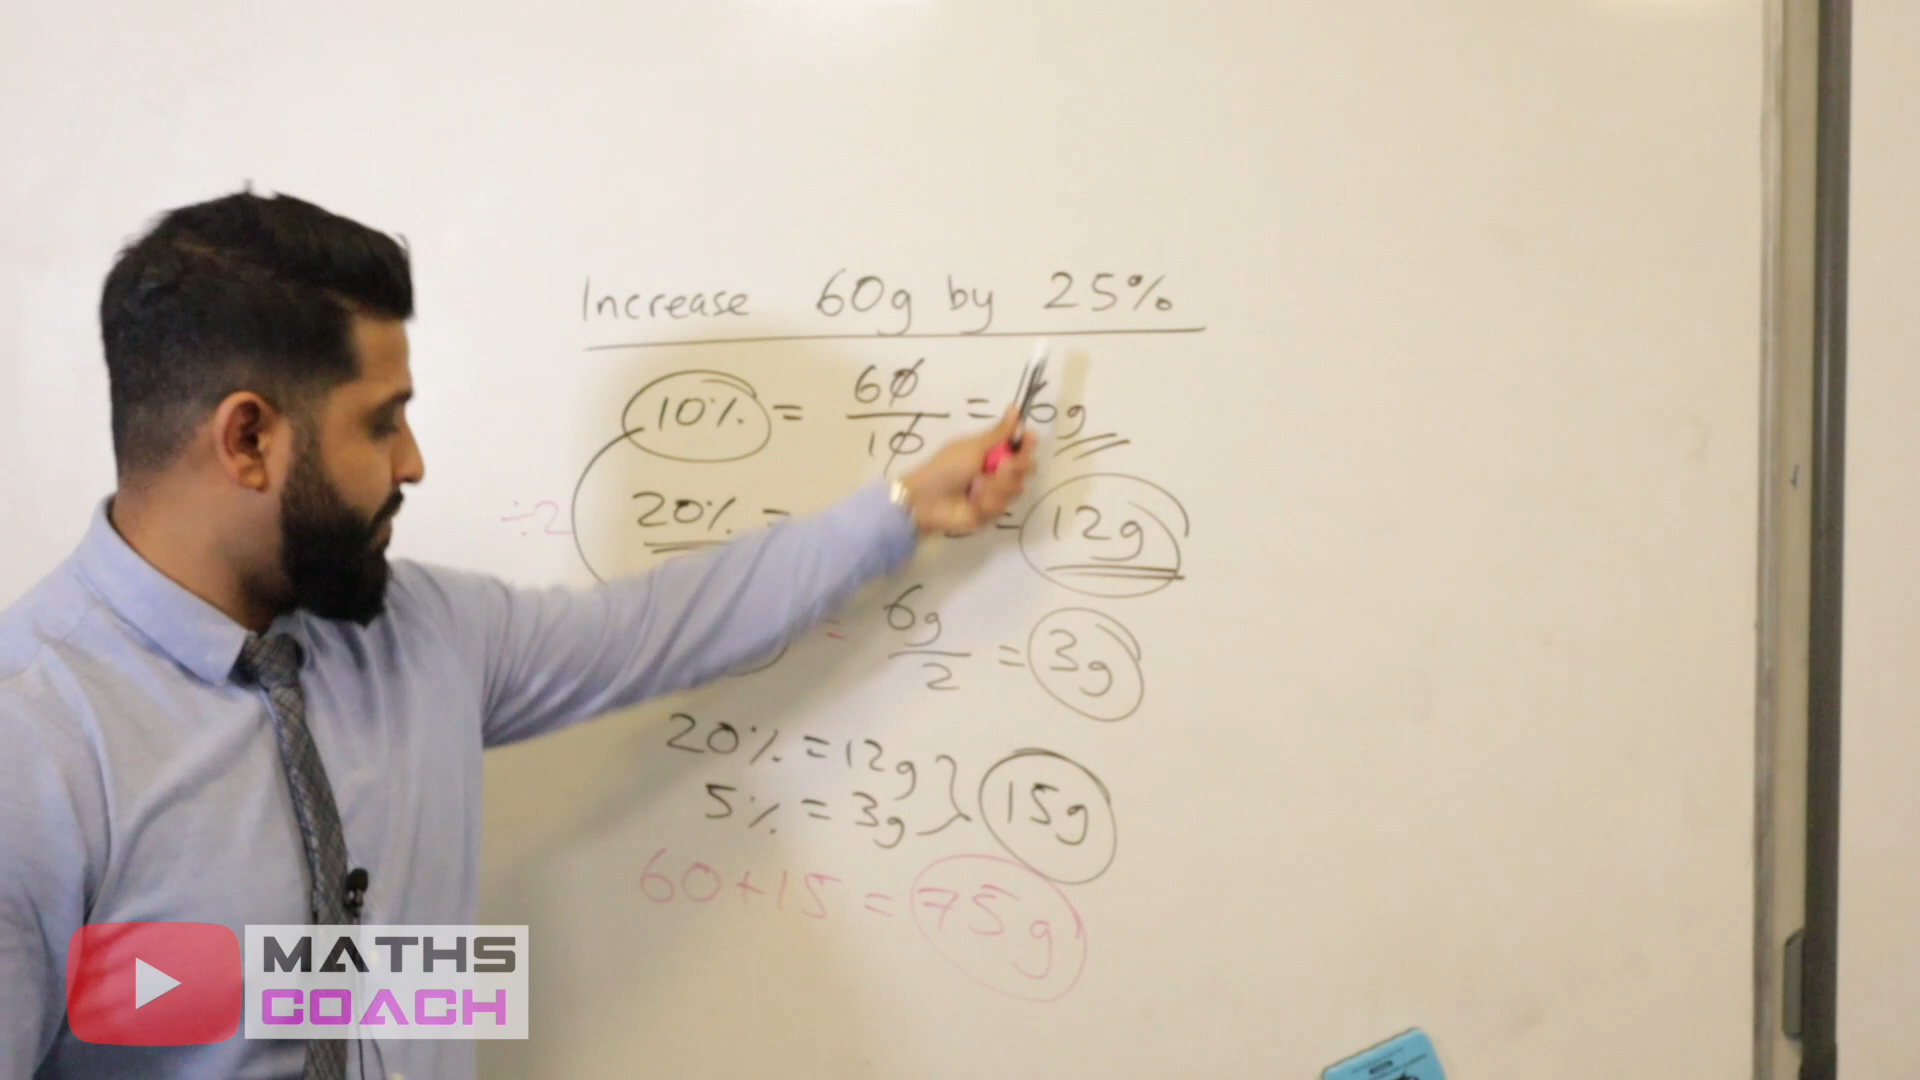 Increase 60g by 25%
10% = 60/10 = 6g
÷2
20% = = 12g
= 6g/2 = 3g
20% = 12g } 15g
5% = 3g
60+15 = 75g
MATHS
COACH